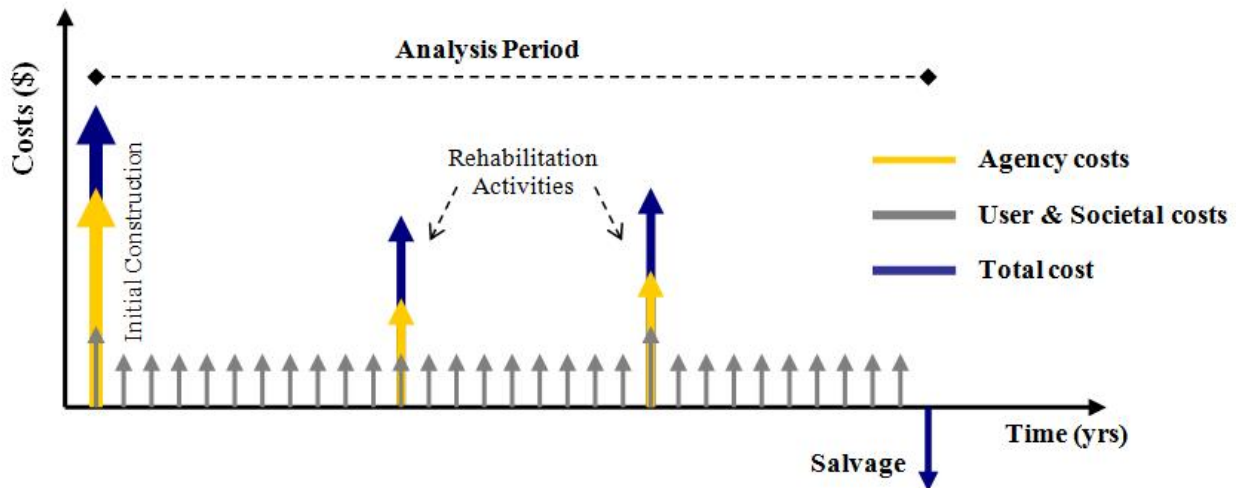 Costs ($)
Analysis Period
Initial Construction
Rehabilitation
Activities
Agency costs
User & Societal costs
Total cost
Time (yrs)
Salvage